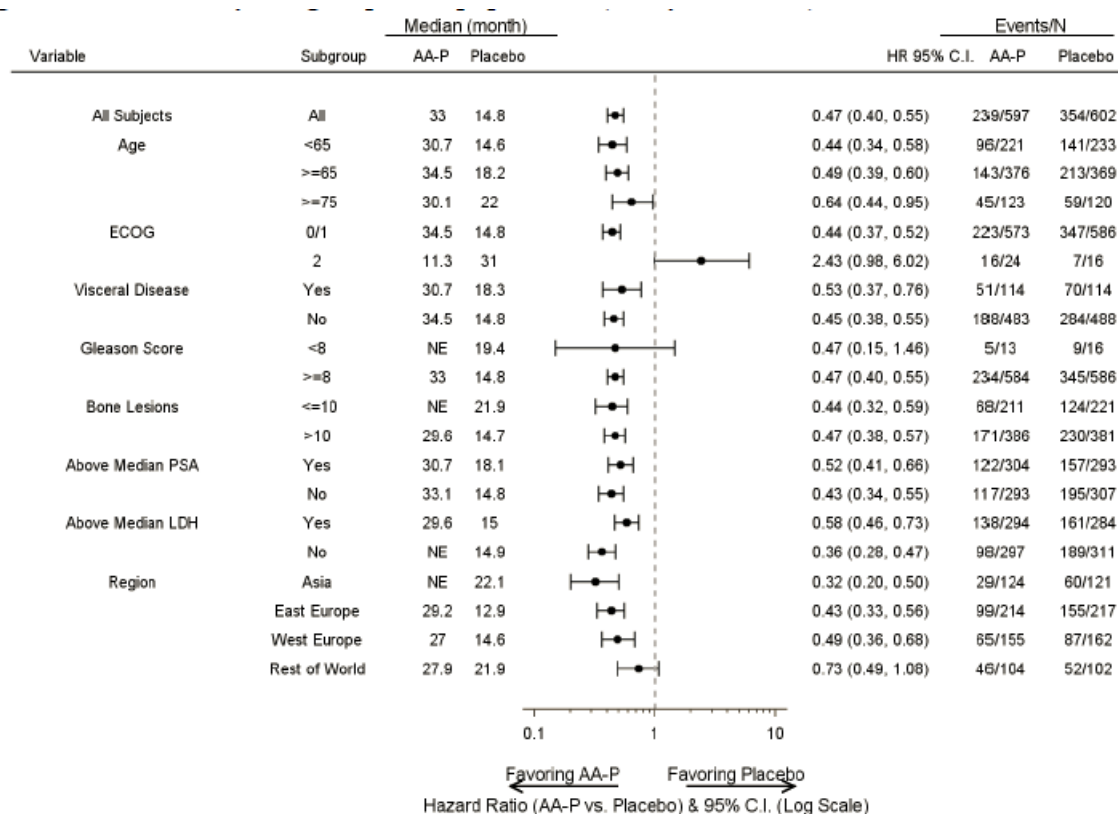 Median (month) Events/N
Variable Subgroup AA-P Placebo HR 95% C.I. AA-P Placebo
All Subjects All 33 14.8 0.47 (0.40, 0.55) 239/597 354/602
Age <65 30.7 14.6 0.44 (0.34, 0.58) 96/221 141/233
>=65 34.5 18.2 0.49 (0.39, 0.60) 143/376 213/369
>=75 30.1 22 0.64 (0.44, 0.95) 45/123 59/120
ECOG 0/1 34.5 14.8 0.44 (0.37, 0.52) 223/573 347/586
2 11.3 31 2.43 (0.98, 6.02) 16/24 7/16
Visceral Disease Yes 30.7 18.3 0.53 (0.37, 0.76) 51/114 70/114
No 34.5 14.8 0.45 (0.38, 0.55) 188/483 284/488
Gleason Score <8 NE 19.4 0.47 (0.15, 1.46) 5/13 9/16
>=8 33 14.8 0.47 (0.40, 0.55) 234/584 345/586
Bone Lesions <=10 NE 21.9 0.44 (0.32, 0.59) 68/211 124/221
>10 29.6 14.7 0.47 (0.38, 0.57) 171/386 230/381
Above Median PSA Yes 30.7 18.1 0.52 (0.41, 0.66) 122/304 157/293
No 33.1 14.8 0.43 (0.34, 0.55) 117/293 195/307
Above Median LDH Yes 29.6 15 0.58 (0.46, 0.73) 138/294 161/284
No NE 14.9 0.36 (0.28, 0.47) 98/297 189/311
Region Asia NE 22.1 0.32 (0.20, 0.50) 29/124 60/121
East Europe 29.2 12.9 0.43 (0.33, 0.56) 99/214 155/217
West Europe 27 14.6 0.49 (0.36, 0.68) 65/155 87/162
Rest of World 27.9 21.9 0.73 (0.49, 1.08) 46/104 52/102
0.1 1 10
Favoring AA-P Favoring Placebo
Hazard Ratio (AA-P vs. Placebo) & 95% C.I. (Log Scale)